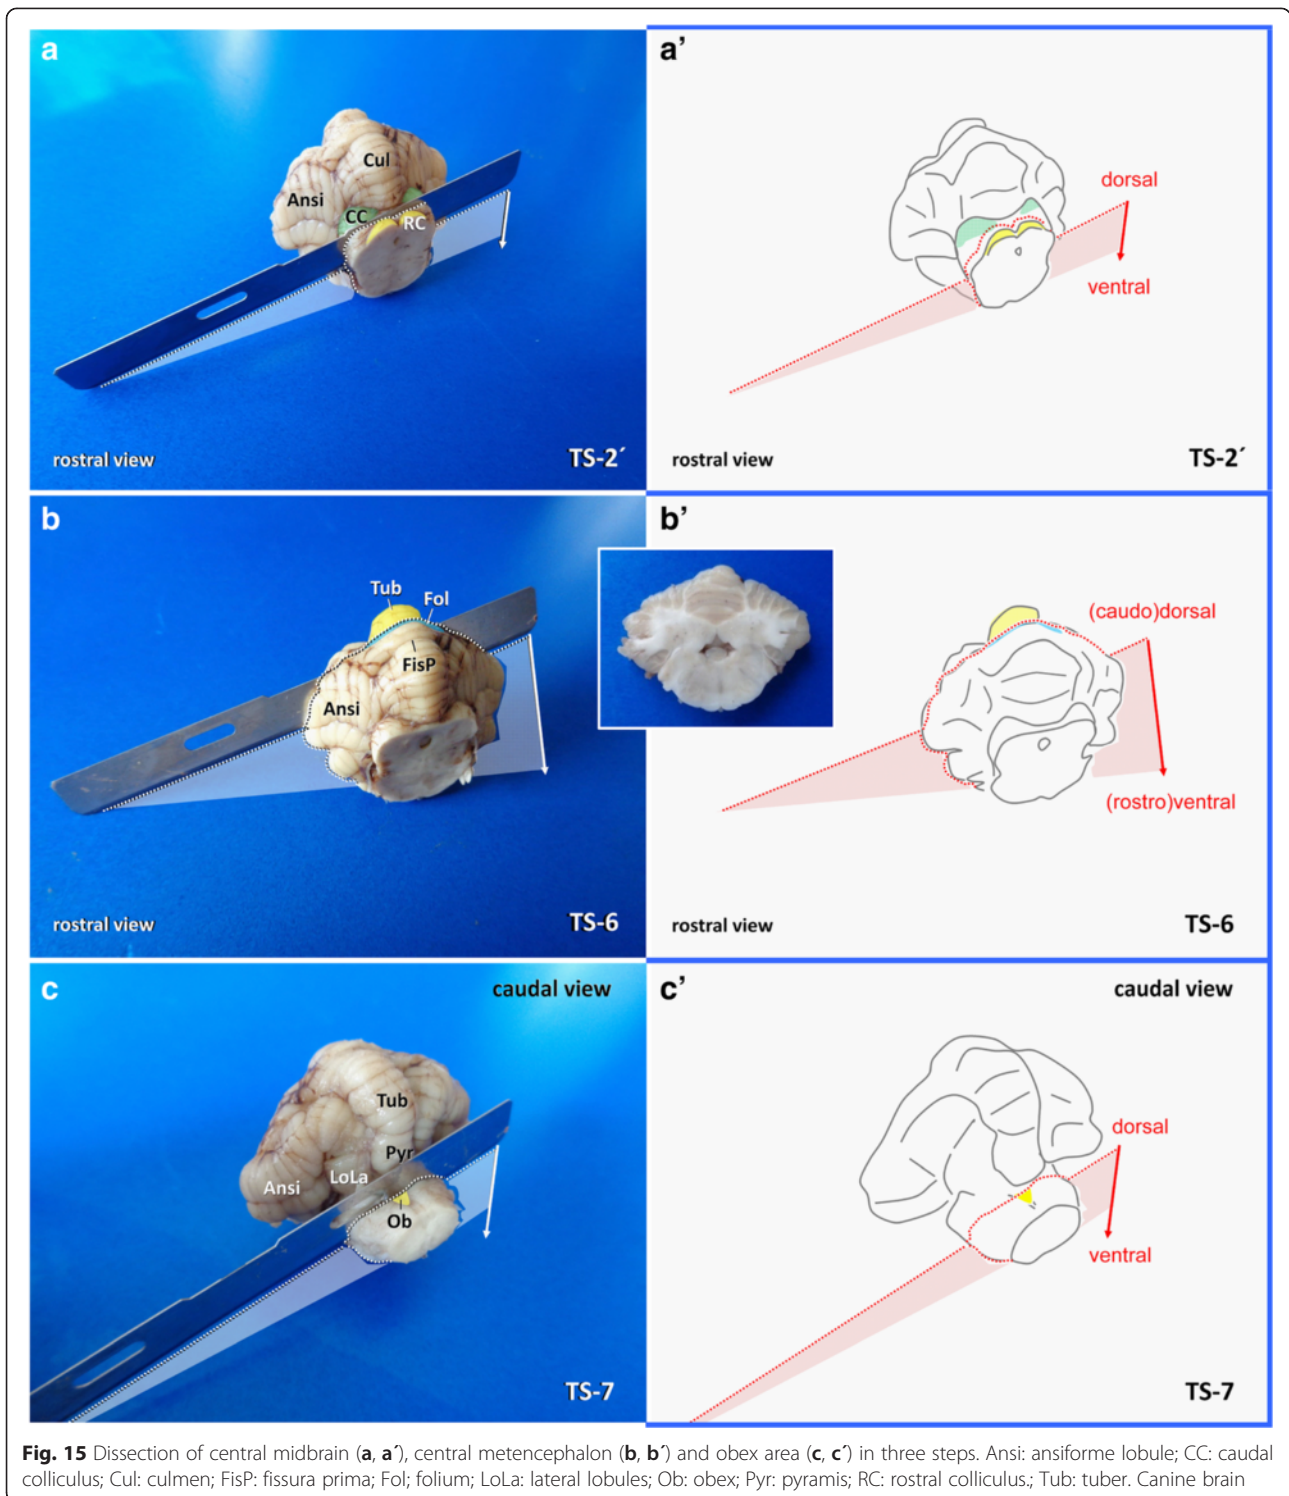 a
Cul
Ansi
CC
RC
rostral view
TS-2´
a’
dorsal
ventral
rostral view
TS-2´
b
Tub
Fol
FisP
Ansi
rostral view
TS-6
b’
(caudo)dorsal
(rostro)ventral
rostral view
TS-6
c
caudal view
Tub
Pyr
LoLa
Ansi
Ob
TS-7
c’
caudal view
dorsal
ventral
TS-7
Fig. 15 Dissection of central midbrain (a, a´), central metencephalon (b, b´) and obex area (c, c´) in three steps. Ansi: ansiforme lobule; CC: caudal
colliculus; Cul: culmen; FisP: fissura prima; Fol; folium; LoLa: lateral lobules; Ob: obex; Pyr: pyramis; RC: rostral colliculus.; Tub: tuber. Canine brain